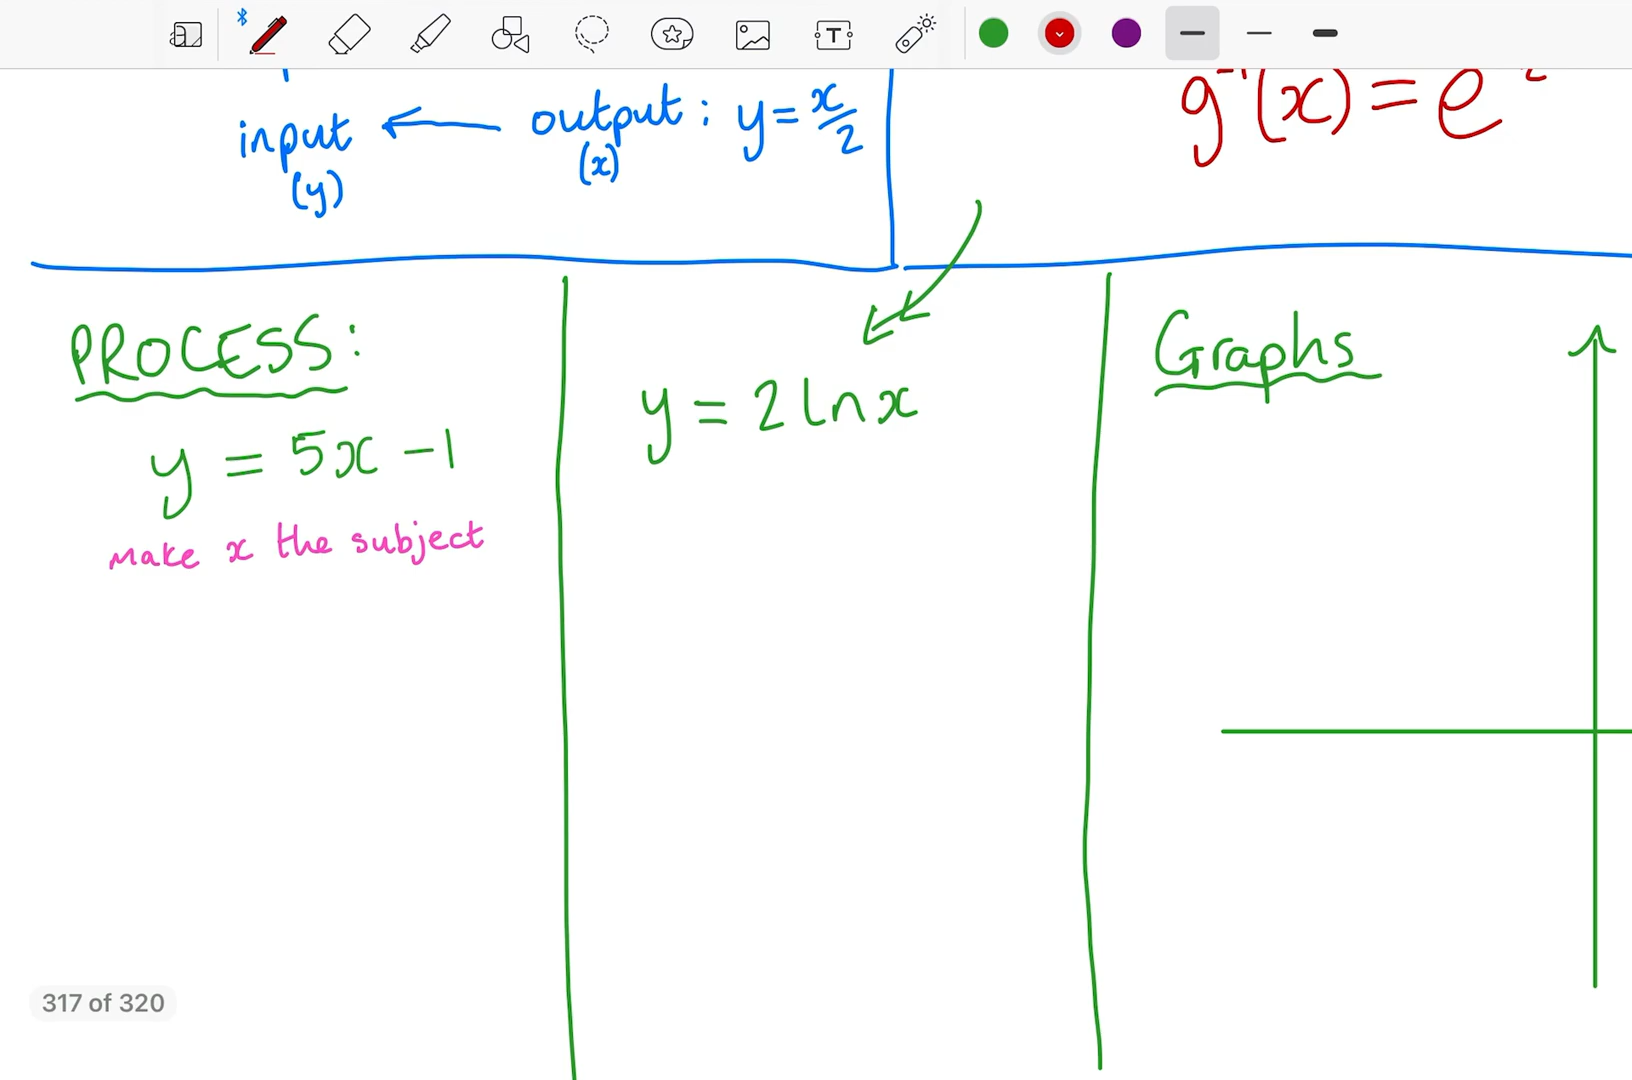 input ← output : y = x/2
(y) (x)
g⁻¹(x) = e
PROCESS:
y = 5x - 1
make x the subject
y = 2 ln x
Graphs
317 of 320